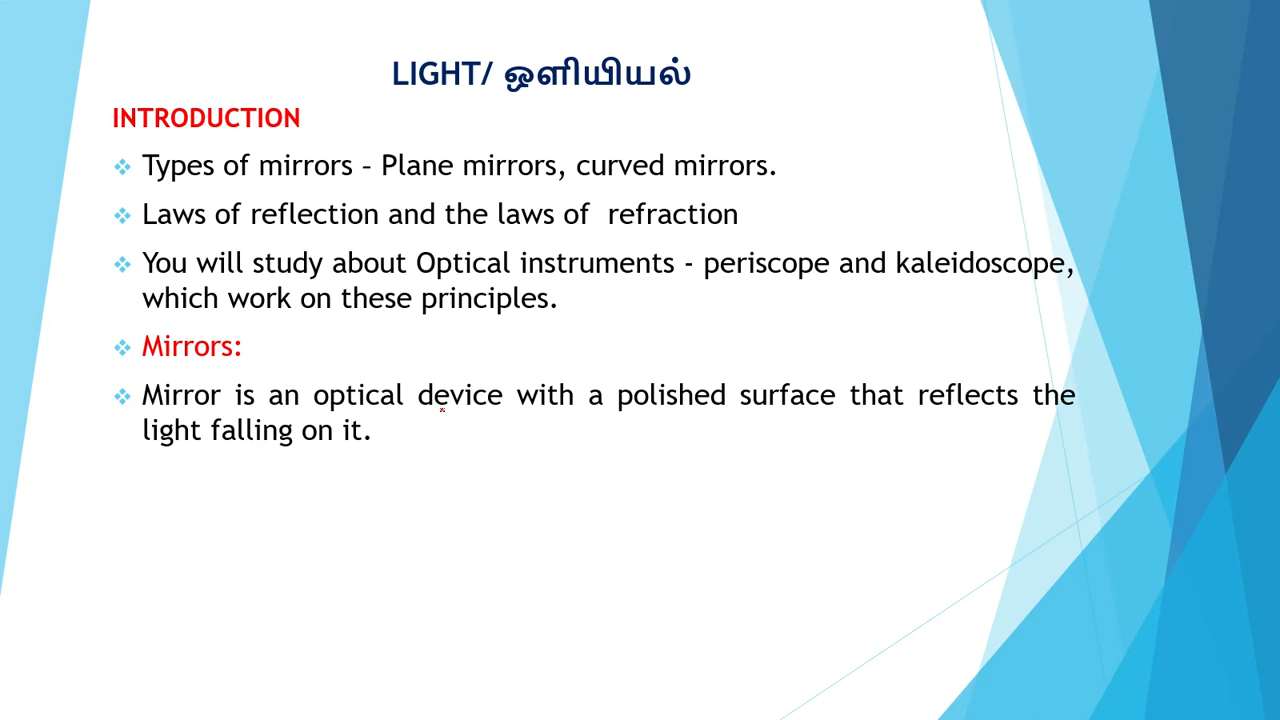 LIGHT/ ஒளியியல்
INTRODUCTION
Types of mirrors – Plane mirrors, curved mirrors.
Laws of reflection and the laws of  refraction
You will study about Optical instruments - periscope and kaleidoscope,
which work on these principles.
Mirrors:
Mirror is an optical device with a polished surface that reflects the
light falling on it.